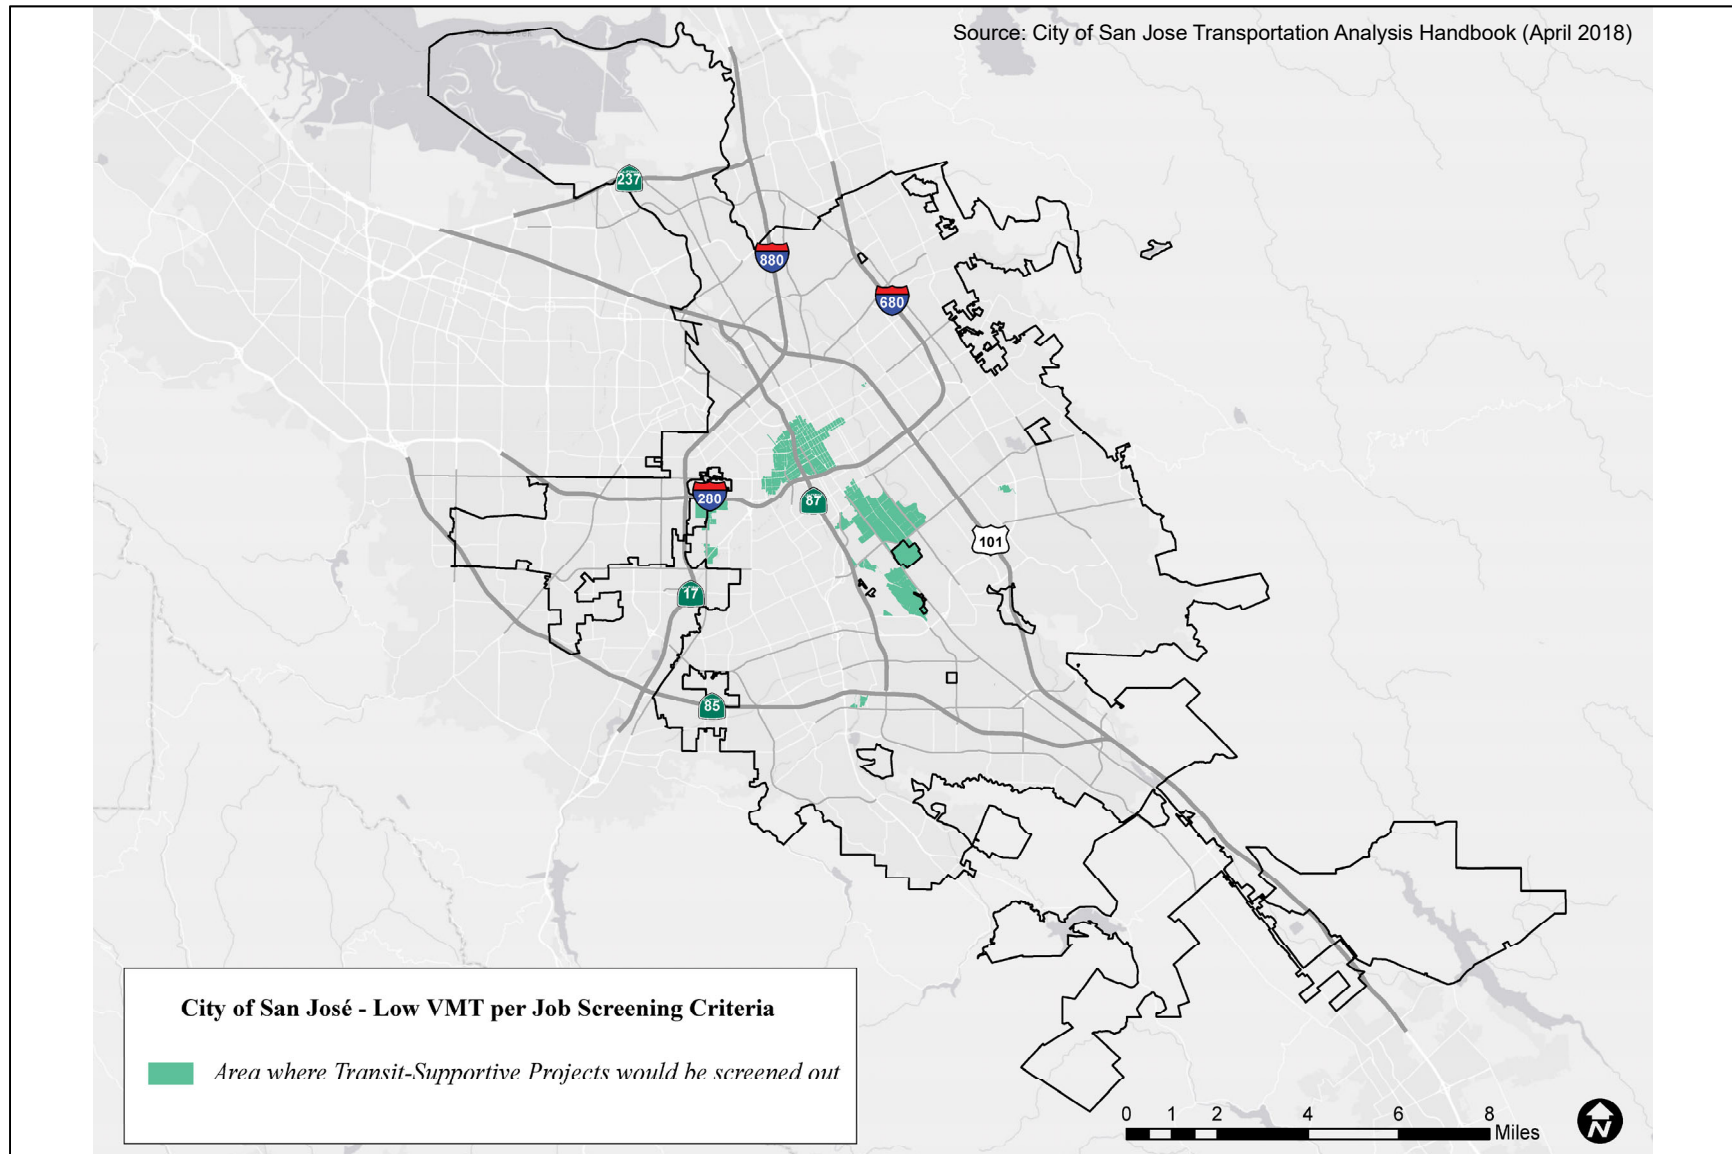 Source: City of San Jose Transportation Analysis Handbook (April 2018)
237
880
680
280
87
101
17
85
City of San José - Low VMT per Job Screening Criteria
Area where Transit-Supportive Projects would be screened out
0 1 2 4 6 8
Miles
N